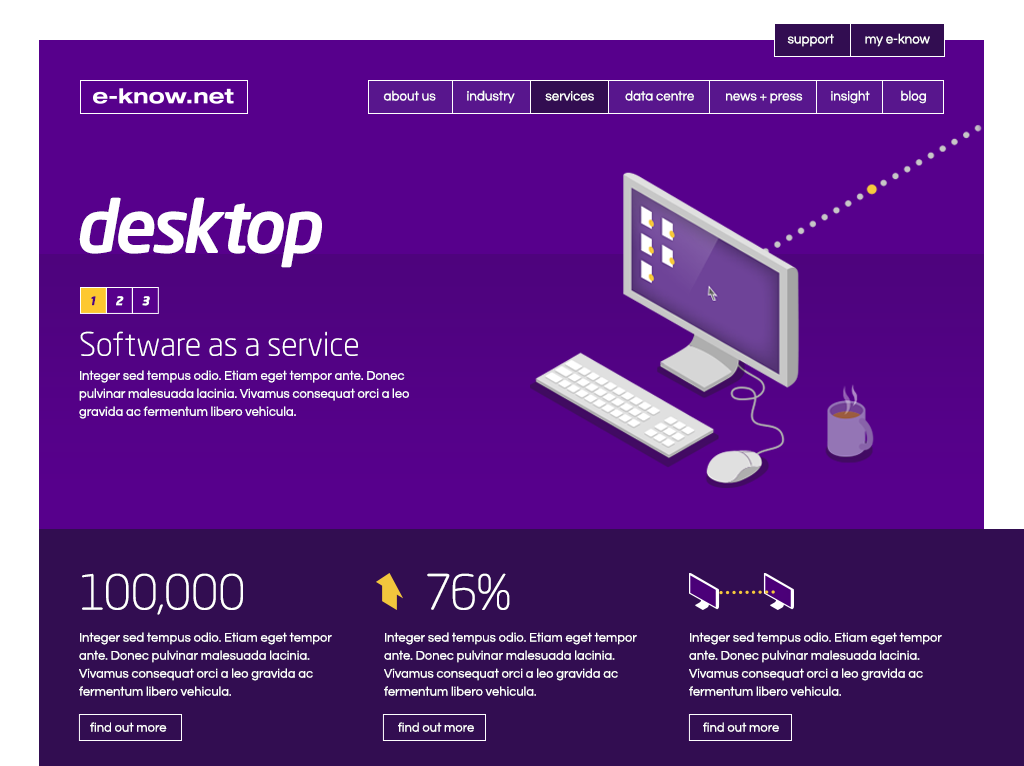 support my e-know
e-know.net about us industry services data centre news + press insight blog
desktop
1 2 3
Software as a service
Integer sed tempus odio. Etiam eget tempor ante. Donec
pulvinar malesuada lacinia. Vivamus consequat orci a leo
gravida ac fermentum libero vehicula.
100,000
Integer sed tempus odio. Etiam eget tempor
ante. Donec pulvinar malesuada lacinia.
Vivamus consequat orci a leo gravida ac
fermentum libero vehicula.
find out more
76%
Integer sed tempus odio. Etiam eget tempor
ante. Donec pulvinar malesuada lacinia.
Vivamus consequat orci a leo gravida ac
fermentum libero vehicula.
find out more
Integer sed tempus odio. Etiam eget tempor
ante. Donec pulvinar malesuada lacinia.
Vivamus consequat orci a leo gravida ac
fermentum libero vehicula.
find out more